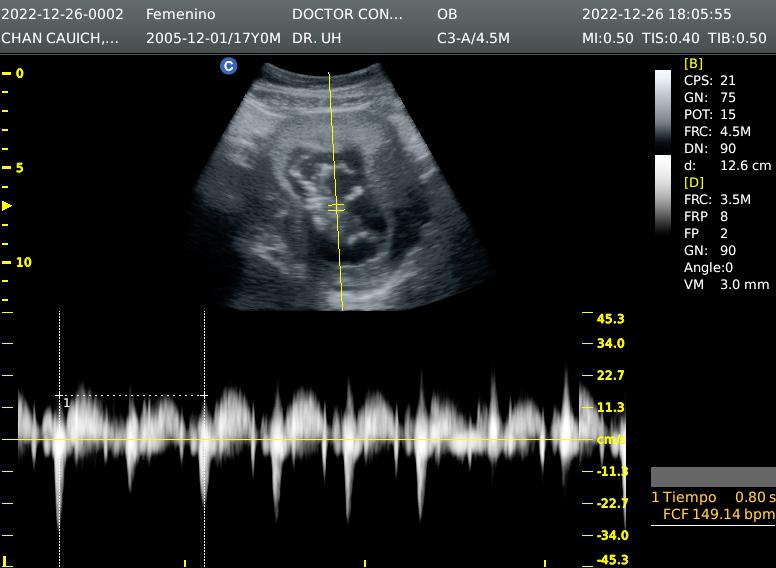 2022-12-26-0002 Femenino DOCTOR CON... OB 2022-12-26 18:05:55
CHAN CAUICH,... 2005-12-01/17Y0M DR. UH C3-A/4.5M MI:0.50 TIS:0.40 TIB:0.50
C
0
5
10
[B]
CPS: 21
GN: 75
POT: 15
FRC: 4.5M
DN: 90
d: 12.6 cm
[D]
FRC: 3.5M
FRP 8
FP 2
GN: 90
Angle:0
VM 3.0 mm
45.3
34.0
22.7
11.3
cm/s
-11.3
-22.7
-34.0
-45.3
1
1 Tiempo 0.80 s
FCF 149.14 bpm